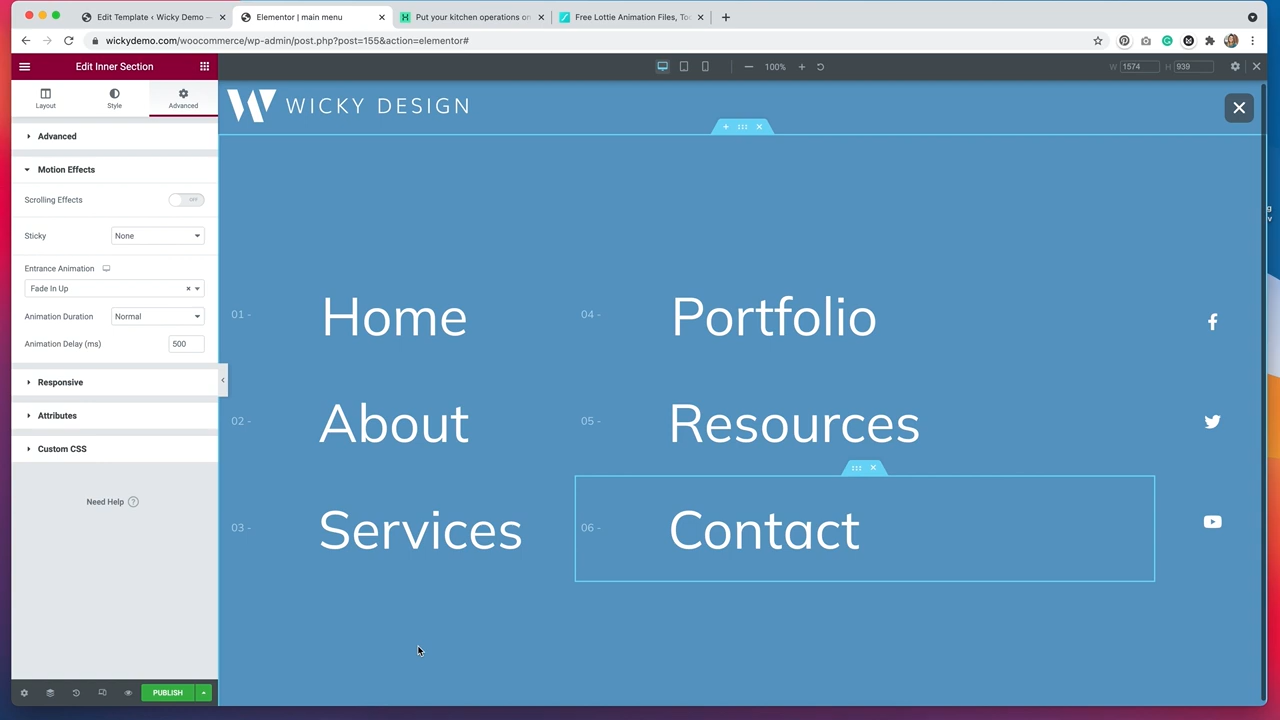 Edit Template ‹ Wicky Demo —
Elementor | main menu
Put your kitchen operations on
Free Lottie Animation Files, Too
wickydemo.com/woocommerce/wp-admin/post.php?post=155&action=elementor#
Edit Inner Section
100%
W 1574 H 939
Layout
Style
Advanced
WICKY DESIGN
Advanced
Motion Effects
Scrolling Effects
OFF
Sticky
None
Entrance Animation
Fade In Up
Animation Duration
Normal
Animation Delay (ms)
500
Responsive
Attributes
Custom CSS
Need Help ?
PUBLISH
01 -
Home
04 -
Portfolio
02 -
About
05 -
Resources
03 -
Services
06 -
Contact